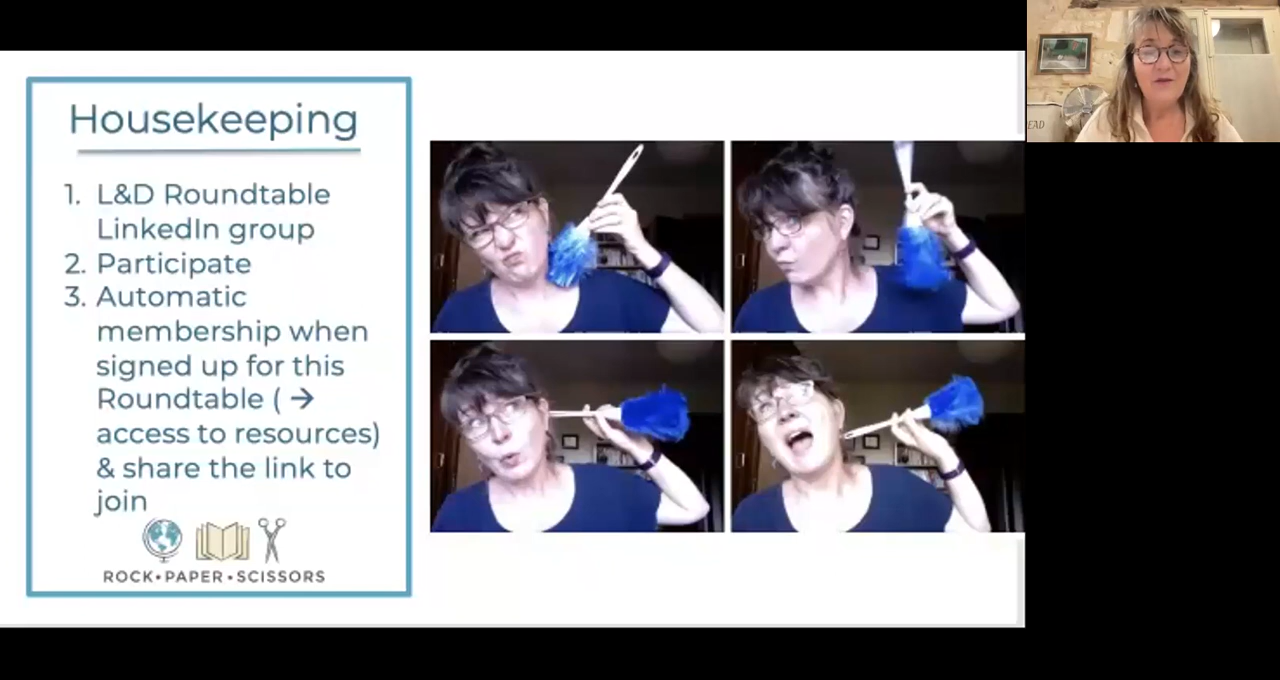 Housekeeping
1. L&D Roundtable
LinkedIn group
2. Participate
3. Automatic
membership when
signed up for this
Roundtable ( →
access to resources)
& share the link to
join
ROCK•PAPER•SCISSORS
EAD